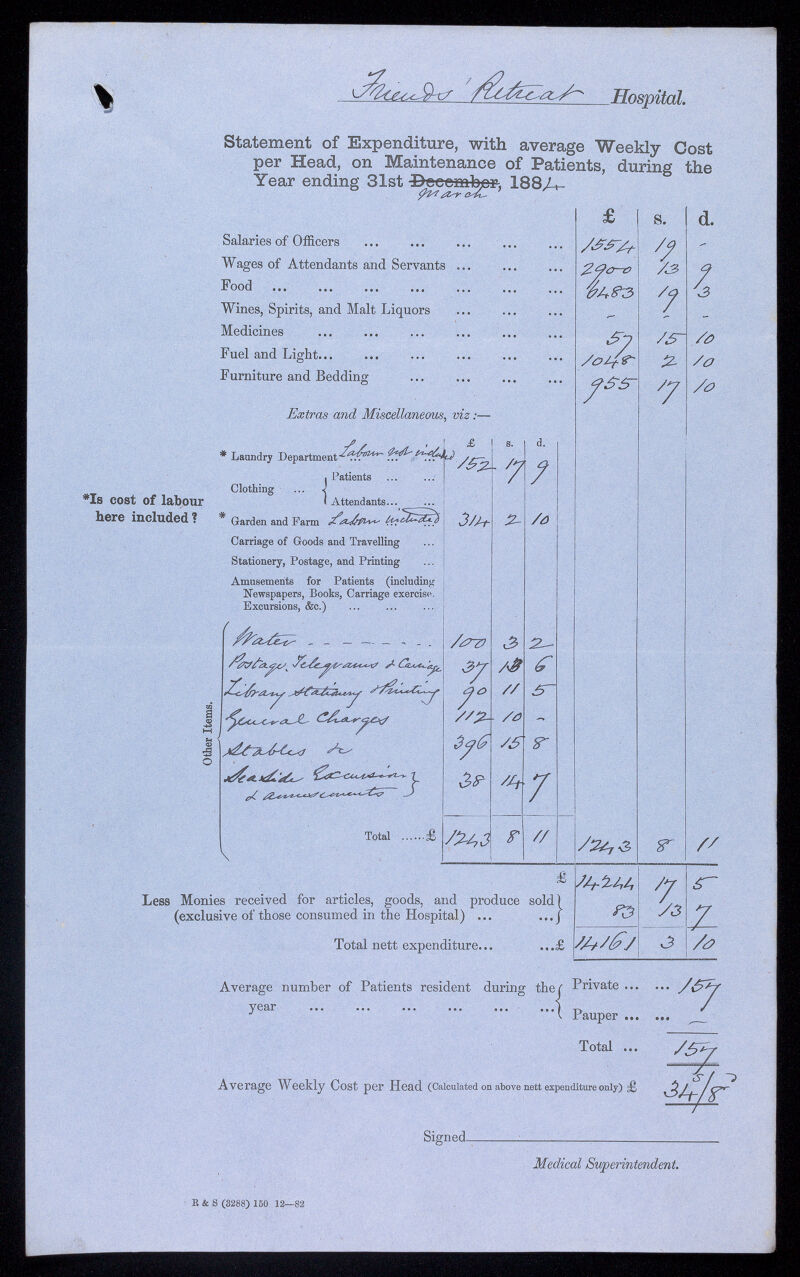 Friends' Retreat Hospital.
Statement of Expenditure, with average Weekly Cost
per Head, on Maintenance of Patients, during the
Year ending 31st December, 1884
March
£ s. d.
Salaries of Officers ... ... ... ... ... 1554 19 -
Wages of Attendants and Servants ... ... ... 2900 13 9
Food ... ... ... ... ... ... ... 6483 19 3
Wines, Spirits, and Malt Liquors ... ... ... - - -
Medicines ... ... ... ... ... ... 57 15 10
Fuel and Light... ... ... ... ... ... 1048 2 10
Furniture and Bedding ... ... ... ... 955 17 10
Extras and Miscellaneous, viz :—
£ s. d.
* Laundry Department Labour not included 152 17 9
Clothing ... { Patients ... ...
Attendants... ...
*Is cost of labour
here included ?
* Garden and Farm Labour included 314 2 10
Carriage of Goods and Travelling ...
Stationery, Postage, and Printing ...
Amusements for Patients (including
Newspapers, Books, Carriage exercise,
Excursions, &c.) ... ... ...
Other Items.
Water - - - - - - - 100 3 2
Postage, Telegrams & Carriage 37 13 6
Library stationery & Printing 90 11 5
General Charges 112 10 -
Stables &c 396 15 8
Seaside Excursion }
& amusements } 38 14 7
Total ......£ 1243 8 11 1243 8 11
£ 14244 17 5
Less Monies received for articles, goods, and produce sold }
(exclusive of those consumed in the Hospital) ... ... } 83 13 7
Total nett expenditure... ...£ 14161 3 10
Average number of Patients resident during the { Private ... ... 157
year ... ... ... ... ... ... { Pauper ... ... —
Total ... 157
Average Weekly Cost per Head (Calculated on above nett expenditure only) £ 34s/8d
Signed
Medical Superintendent.
R & S (3288) 150 12—82